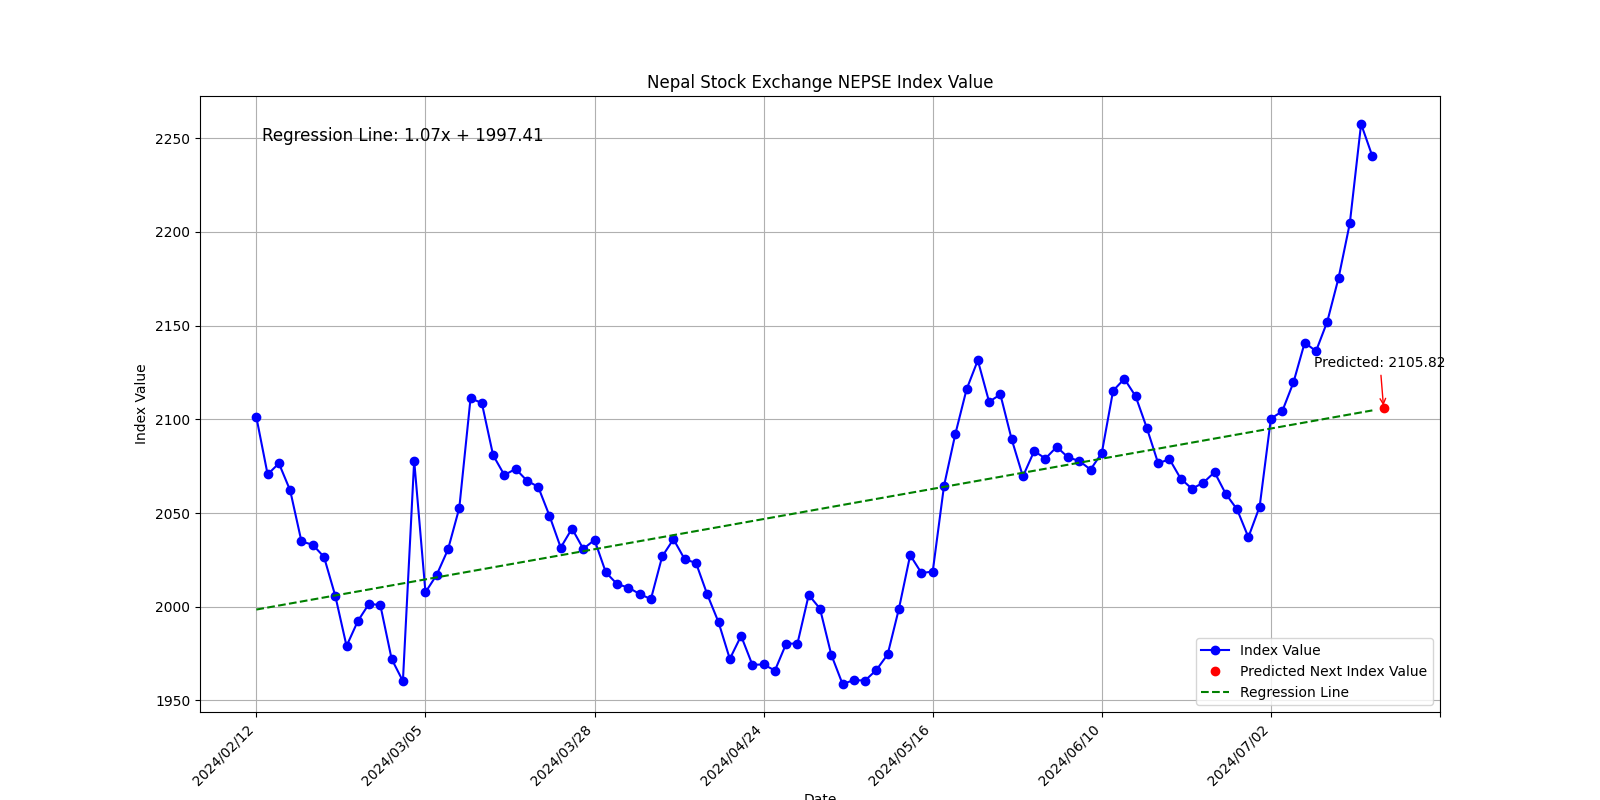 Nepal Stock Exchange NEPSE Index Value
Regression Line: 1.07x + 1997.41
2250
2200
2150
2100
2050
2000
1950
Index Value
Predicted: 2105.82
Index Value
Predicted Next Index Value
Regression Line
2024/02/12
2024/03/05
2024/03/28
2024/04/24
2024/05/16
2024/06/10
2024/07/02
Date